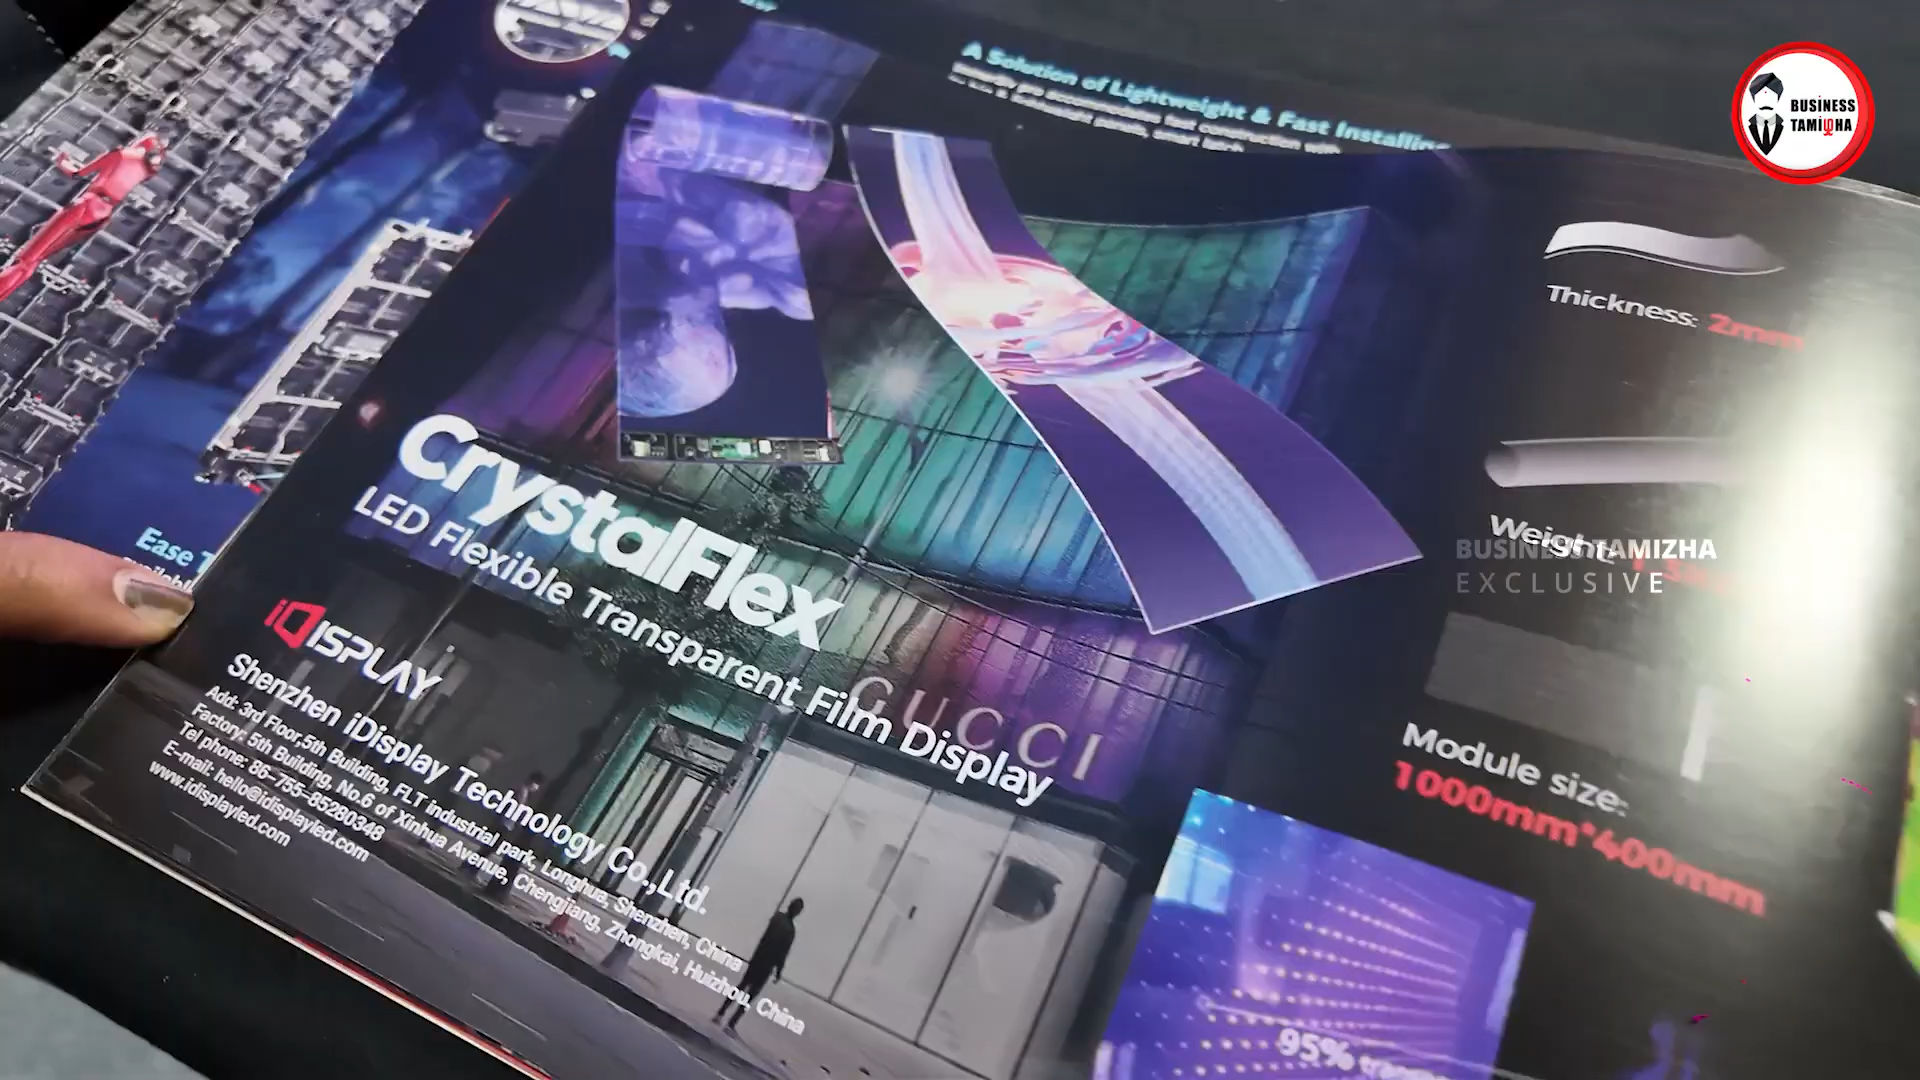 A Solution of Lightweight & Fast Installin
BUSINESS
TAMIZHA
Thickness: 2mm
Weight:
BUSINESS TAMIZHA
EXCLUSIVE
Module size:
1000mm*400mm
95%
CrystalFlex
LED Flexible Transparent Film Display
GUCCI
Ease
iDISPLAY
Shenzhen iDisplay Technology Co.,Ltd.
Add: 3rd Floor,5th Building, FLT industrial park, Longhua, Shenzhen, China
Factory: 5th Building, No.6 of Xinhua Avenue, Chengjiang, Zhongkai, Huizhou, China
Tel phone: 86-755-85280348
E-mail: hello@idisplayled.com
www.idisplayled.com